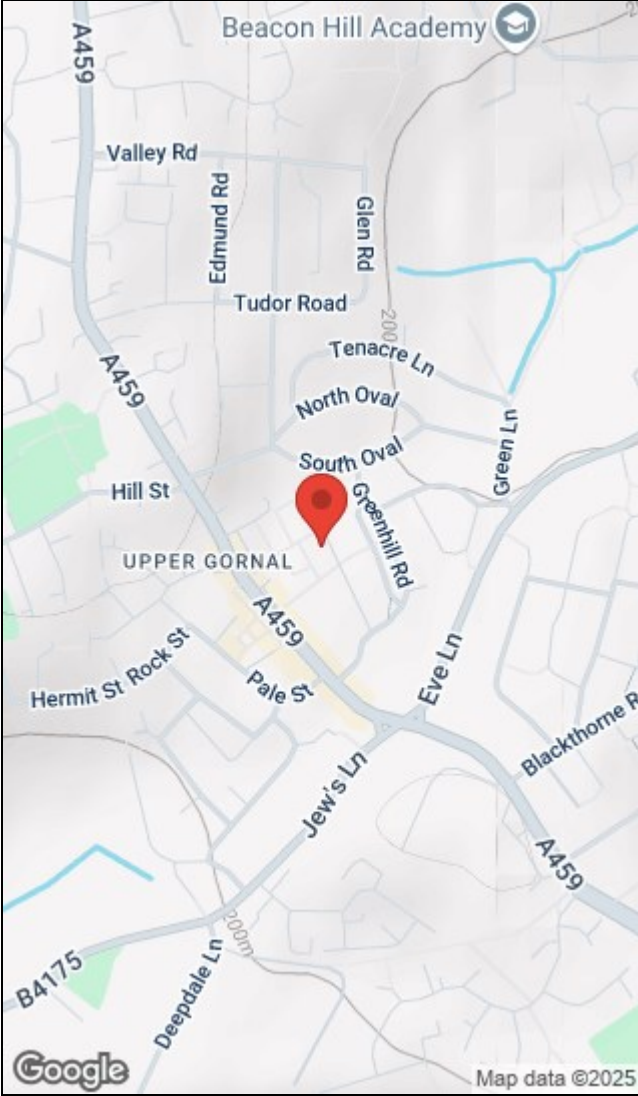 A459
Beacon Hill Academy
Valley Rd
Edmund Rd
Glen Rd
Tudor Road
200
A459
Tenacre Ln
North Oval
Green Ln
South Oval
Hill St
Greenhill Rd
UPPER GORNAL
A459
Eve Ln
Rock St
Hermit St
Pale St
Blackthorne R
Jew's Ln
A459
200m
B4175
Deepdale Ln
Google
Map data ©2025